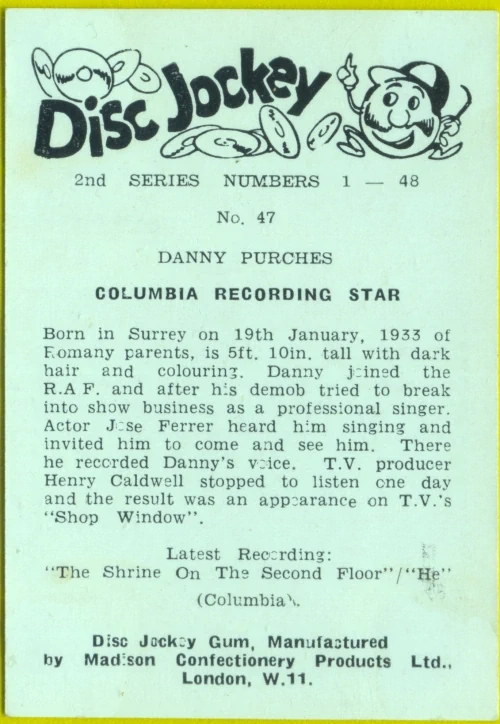 Disc Jockey
2nd SERIES NUMBERS 1 — 48
No. 47
DANNY PURCHES
COLUMBIA RECORDING STAR
Born in Surrey on 19th January, 1933 of
Romany parents, is 5ft. 10in. tall with dark
hair and colouring. Danny joined the
R.A F. and after his demob tried to break
into show business as a professional singer.
Actor Jose Ferrer heard him singing and
invited him to come and see him. There
he recorded Danny's voice. T.V. producer
Henry Caldwell stopped to listen one day
and the result was an appearance on T.V.'s
"Shop Window".
Latest Recording:
"The Shrine On The Second Floor"/"He"
(Columbia).
Disc Jockey Gum, Manufactured
by Madison Confectionery Products Ltd.,
London, W.11.